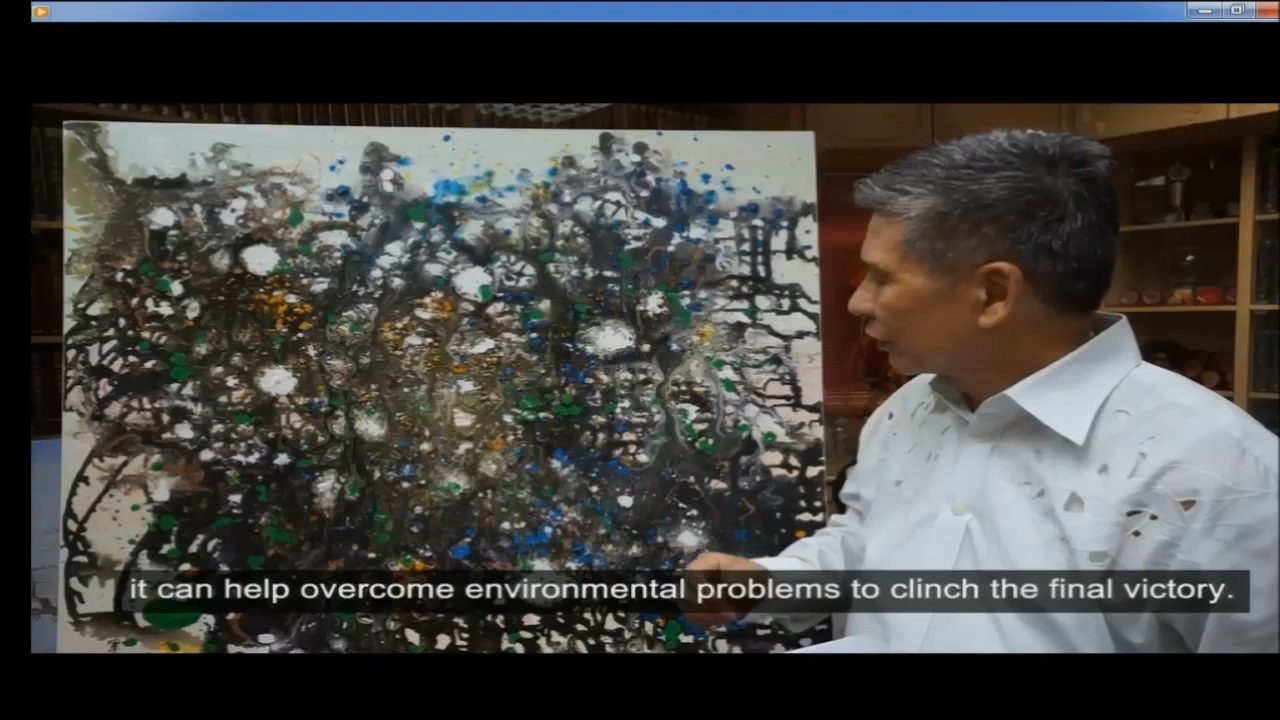 it can help overcome environmental problems to clinch the final victory.